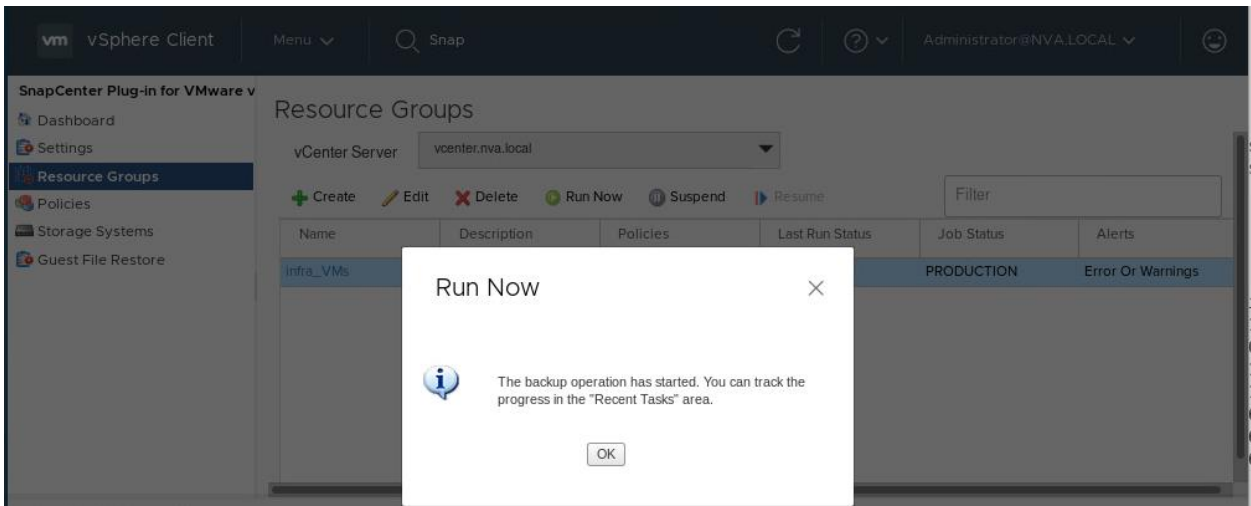 vm vSphere Client Menu Snap Administrator@NVA.LOCAL
SnapCenter Plug-in for VMware v
Dashboard
Settings
Resource Groups
Policies
Storage Systems
Guest File Restore
Resource Groups
vCenter Server vcenter.nva.local
Create Edit Delete Run Now Suspend Resume Filter
Name Description Policies Last Run Status Job Status Alerts
infra_VMs PRODUCTION Error Or Warnings
Run Now
The backup operation has started. You can track the
progress in the "Recent Tasks" area.
OK